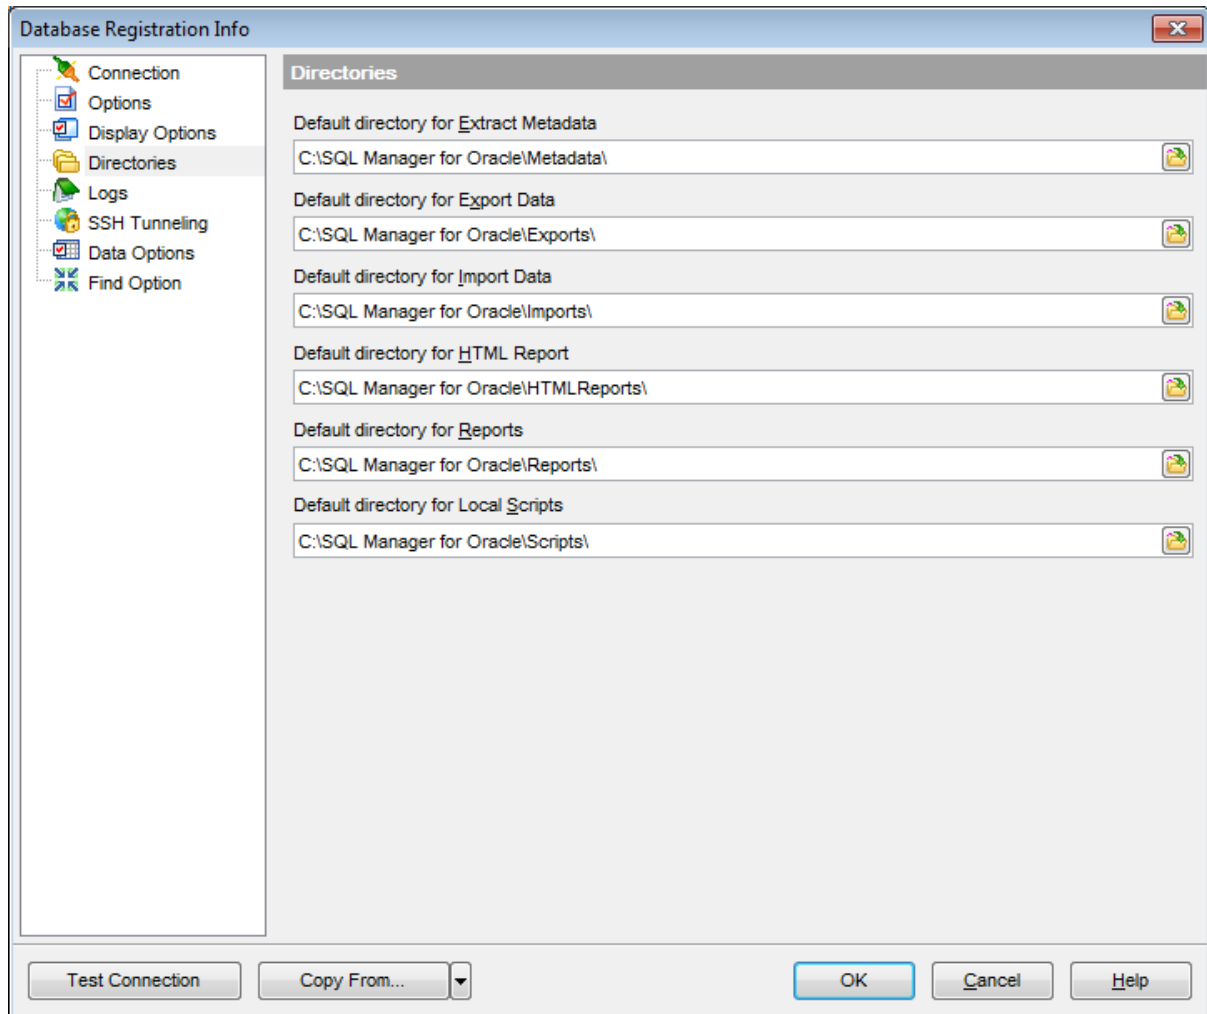 Database Registration Info
Connection
Options
Display Options
Directories
Logs
SSH Tunneling
Data Options
Find Option
Directories
Default directory for Extract Metadata
C:\SQL Manager for Oracle\Metadata\
Default directory for Export Data
C:\SQL Manager for Oracle\Exports\
Default directory for Import Data
C:\SQL Manager for Oracle\Imports\
Default directory for HTML Report
C:\SQL Manager for Oracle\HTMLReports\
Default directory for Reports
C:\SQL Manager for Oracle\Reports\
Default directory for Local Scripts
C:\SQL Manager for Oracle\Scripts\
Test Connection
Copy From...
OK
Cancel
Help